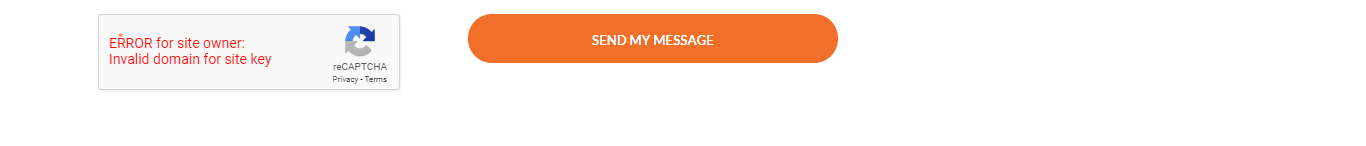 ERROR for site owner:
Invalid domain for site key
*
reCAPTCHA
Privacy - Terms
SEND MY MESSAGE